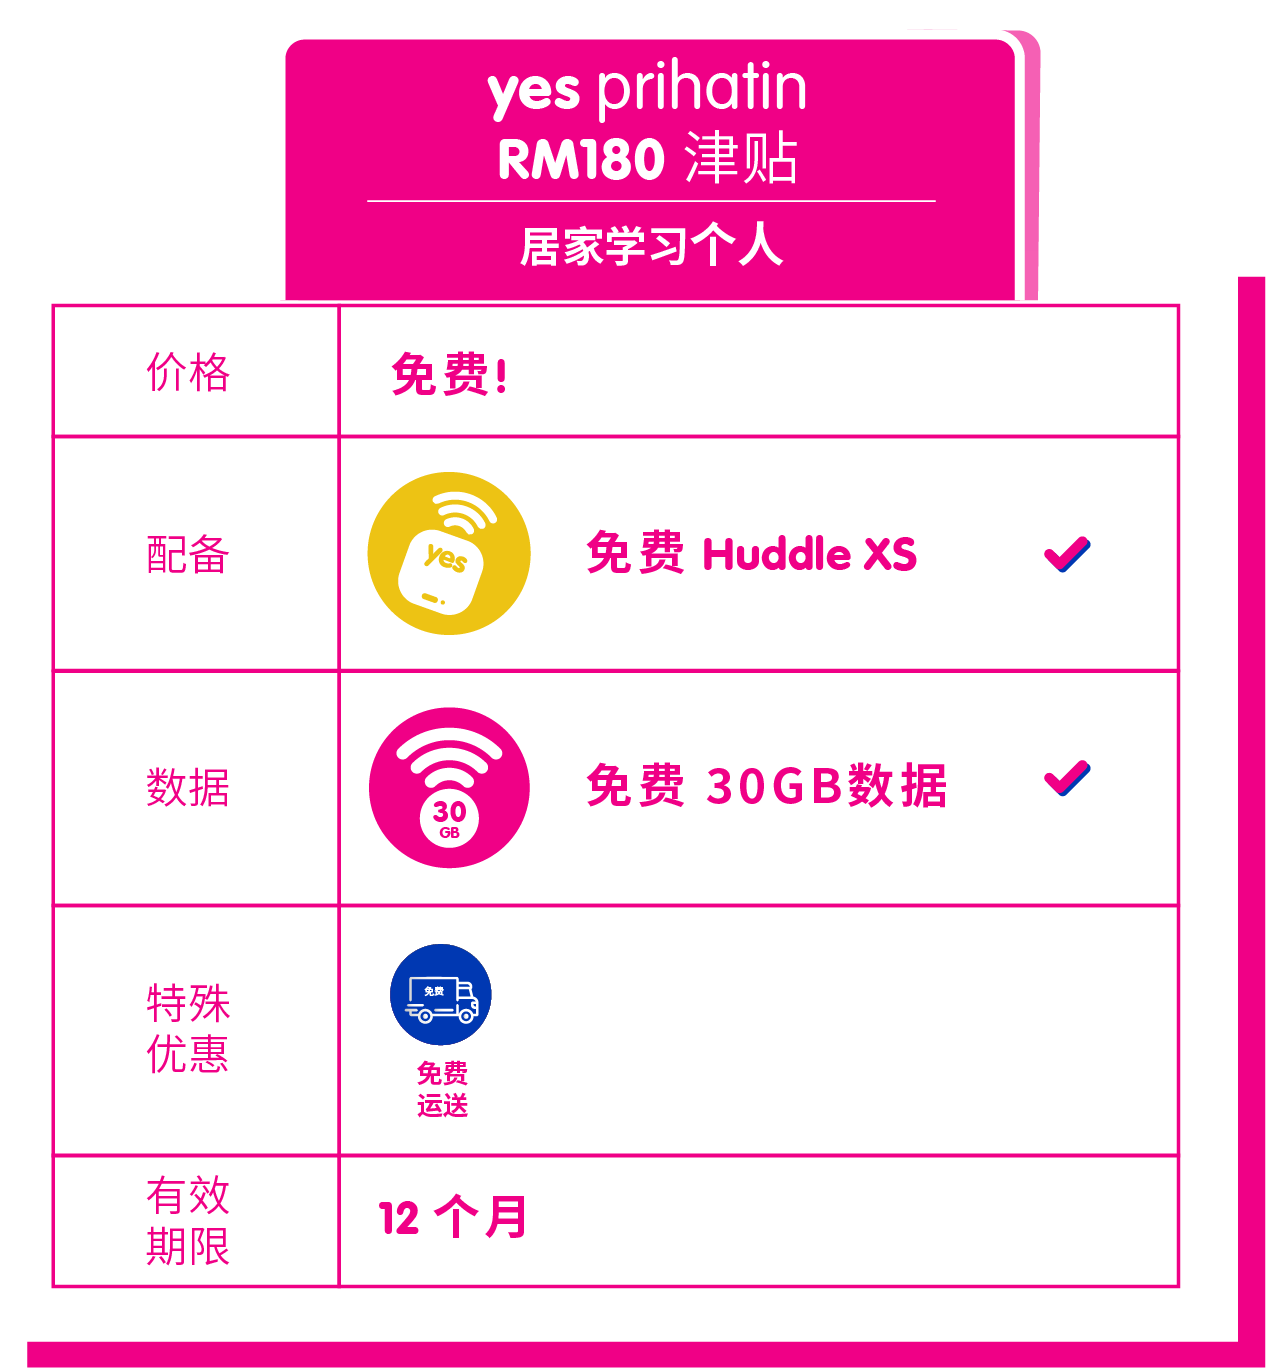 yes prihatin
RM180 津贴
居家学习个人
价格
免费!
配备
yes
免费 Huddle XS
数据
30
GB
免费 30GB数据
特殊
优惠
免费
免费
运送
有效
期限
12 个月